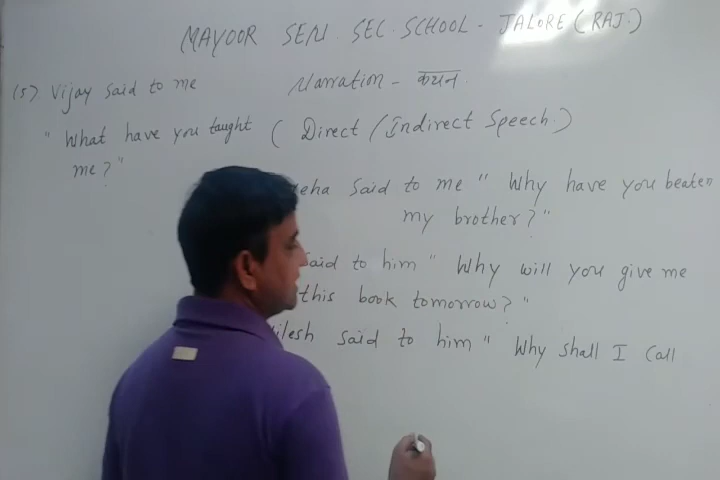 MAYOOR SEN. SEC. SCHOOL - JALORE (RAJ.)
Narration - कथन
(5) Vijay said to me
" What have you taught
me? "
( Direct / Indirect Speech. )
eha said to me " Why have you beaten
my brother? "
said to him " Why will you give me
this book tomorrow? "
ilesh said to him " Why shall I call